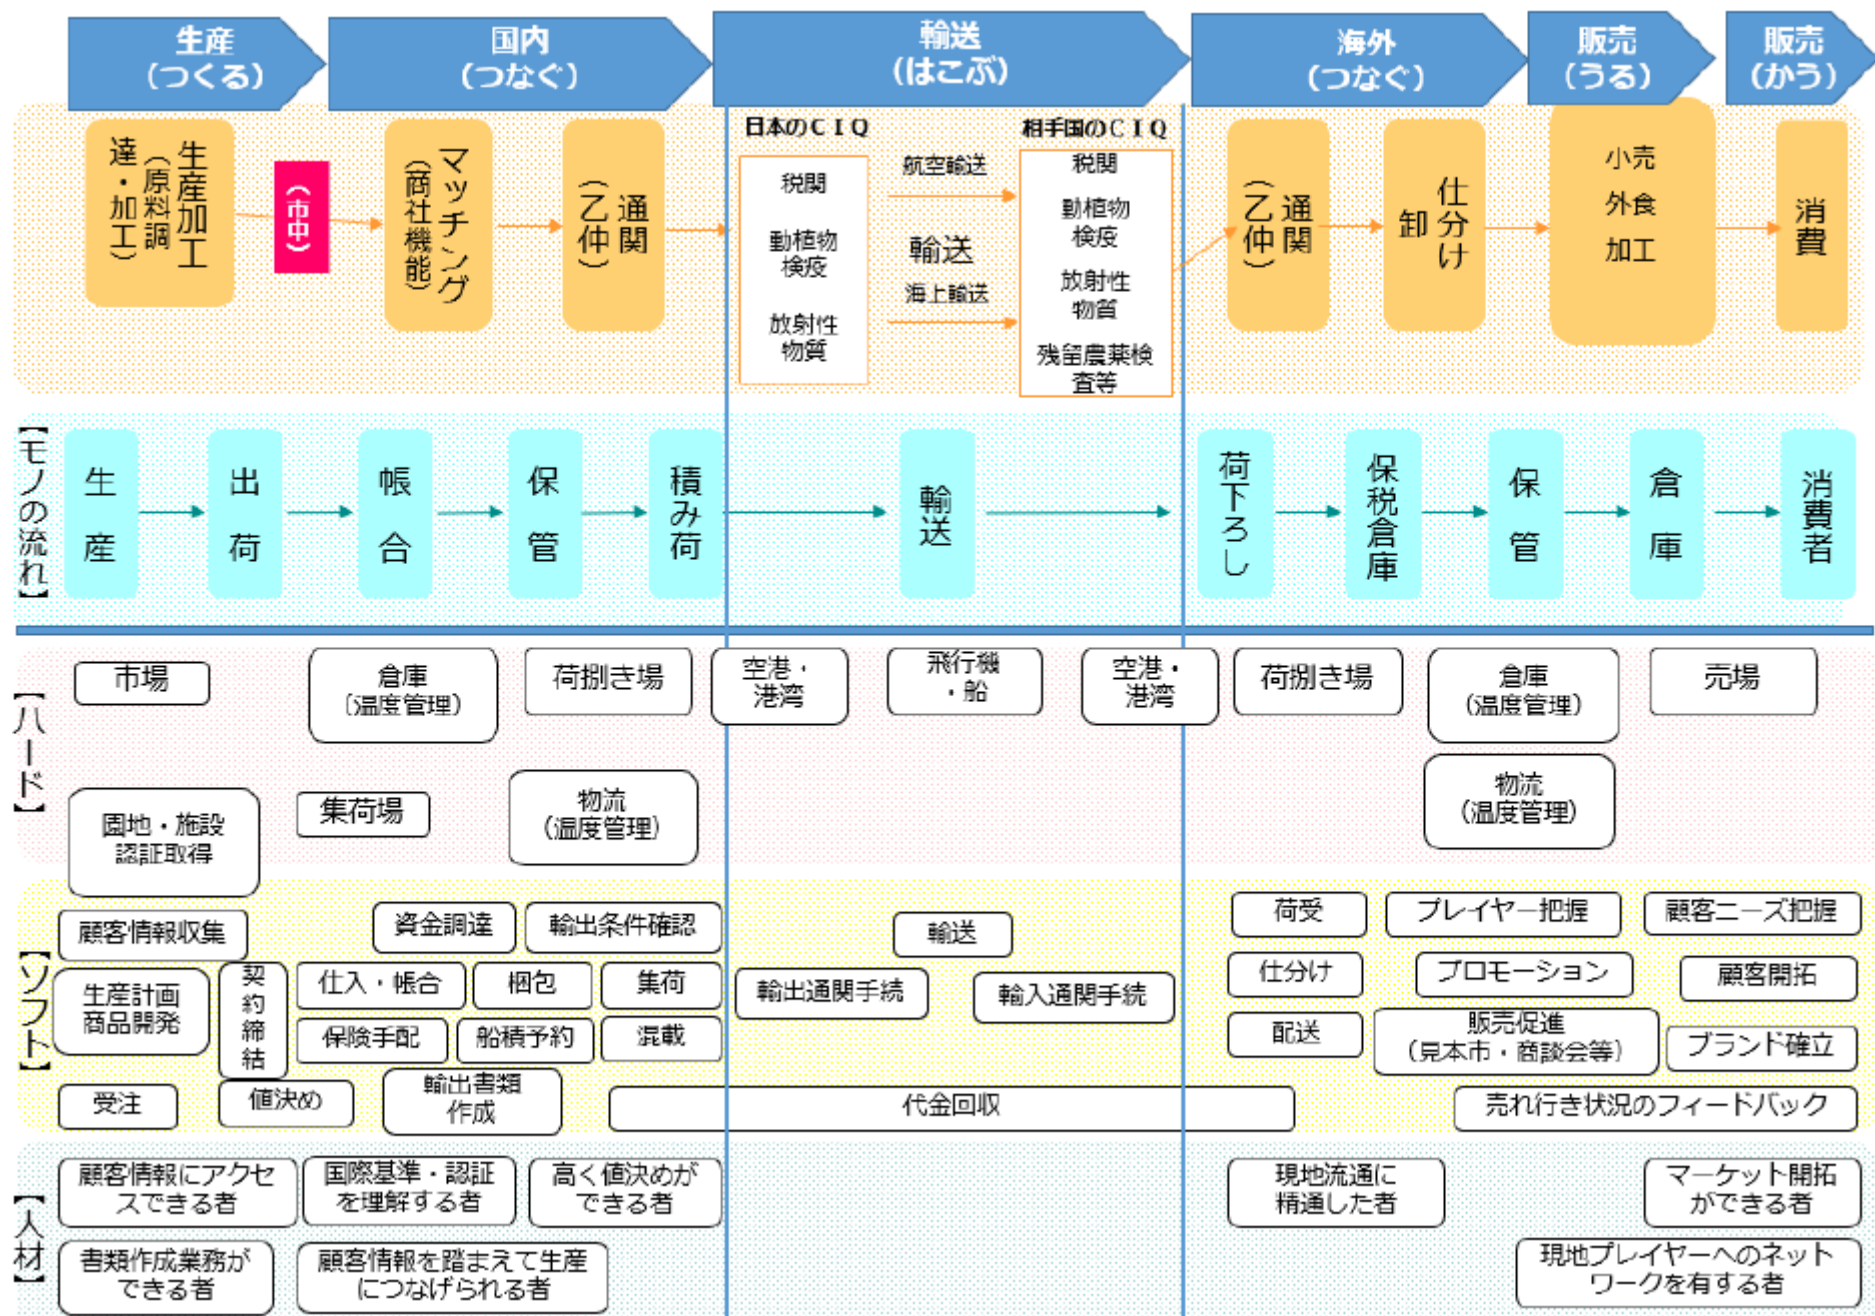 生産
（つくる）
国内
（つなぐ）
輸送
（はこぶ）
海外
（つなぐ）
販売
（うる）
販売
（かう）
生産加工
（原料調
達・加工）
（市中）
マッチング
（商社機能）
通関
（乙仲）
日本のＣＩＱ
税関
動植物
検疫
放射性
物質
航空輸送
輸送
海上輸送
相手国のＣＩＱ
税関
動植物
検疫
放射性
物質
残留農薬検
査等
通関
（乙仲）
仕分け
卸
小売
外食
加工
消費
【モノの流れ】
生産
出荷
帳合
保管
積み荷
輸送
荷下ろし
保税倉庫
保管
倉庫
消費者
【ハード】
市場
倉庫
（温度管理）
荷捌き場
空港・
港湾
飛行機
・船
空港・
港湾
荷捌き場
倉庫
（温度管理）
売場
園地・施設
認証取得
集荷場
物流
（温度管理）
物流
（温度管理）
【ソフト】
顧客情報収集
資金調達
輸出条件確認
輸送
荷受
プレイヤー把握
顧客ニーズ把握
生産計画
商品開発
契約締結
仕入・帳合
梱包
集荷
輸出通関手続
輸入通関手続
仕分け
プロモーション
顧客開拓
保険手配
船積予約
混載
配送
販売促進
（見本市・商談会等）
ブランド確立
受注
値決め
輸出書類
作成
代金回収
売れ行き状況のフィードバック
【人材】
顧客情報にアクセ
スできる者
国際基準・認証
を理解する者
高く値決めが
できる者
現地流通に
精通した者
マーケット開拓
ができる者
書類作成業務が
できる者
顧客情報を踏まえて生産
につなげられる者
現地プレイヤーへのネット
ワークを有する者